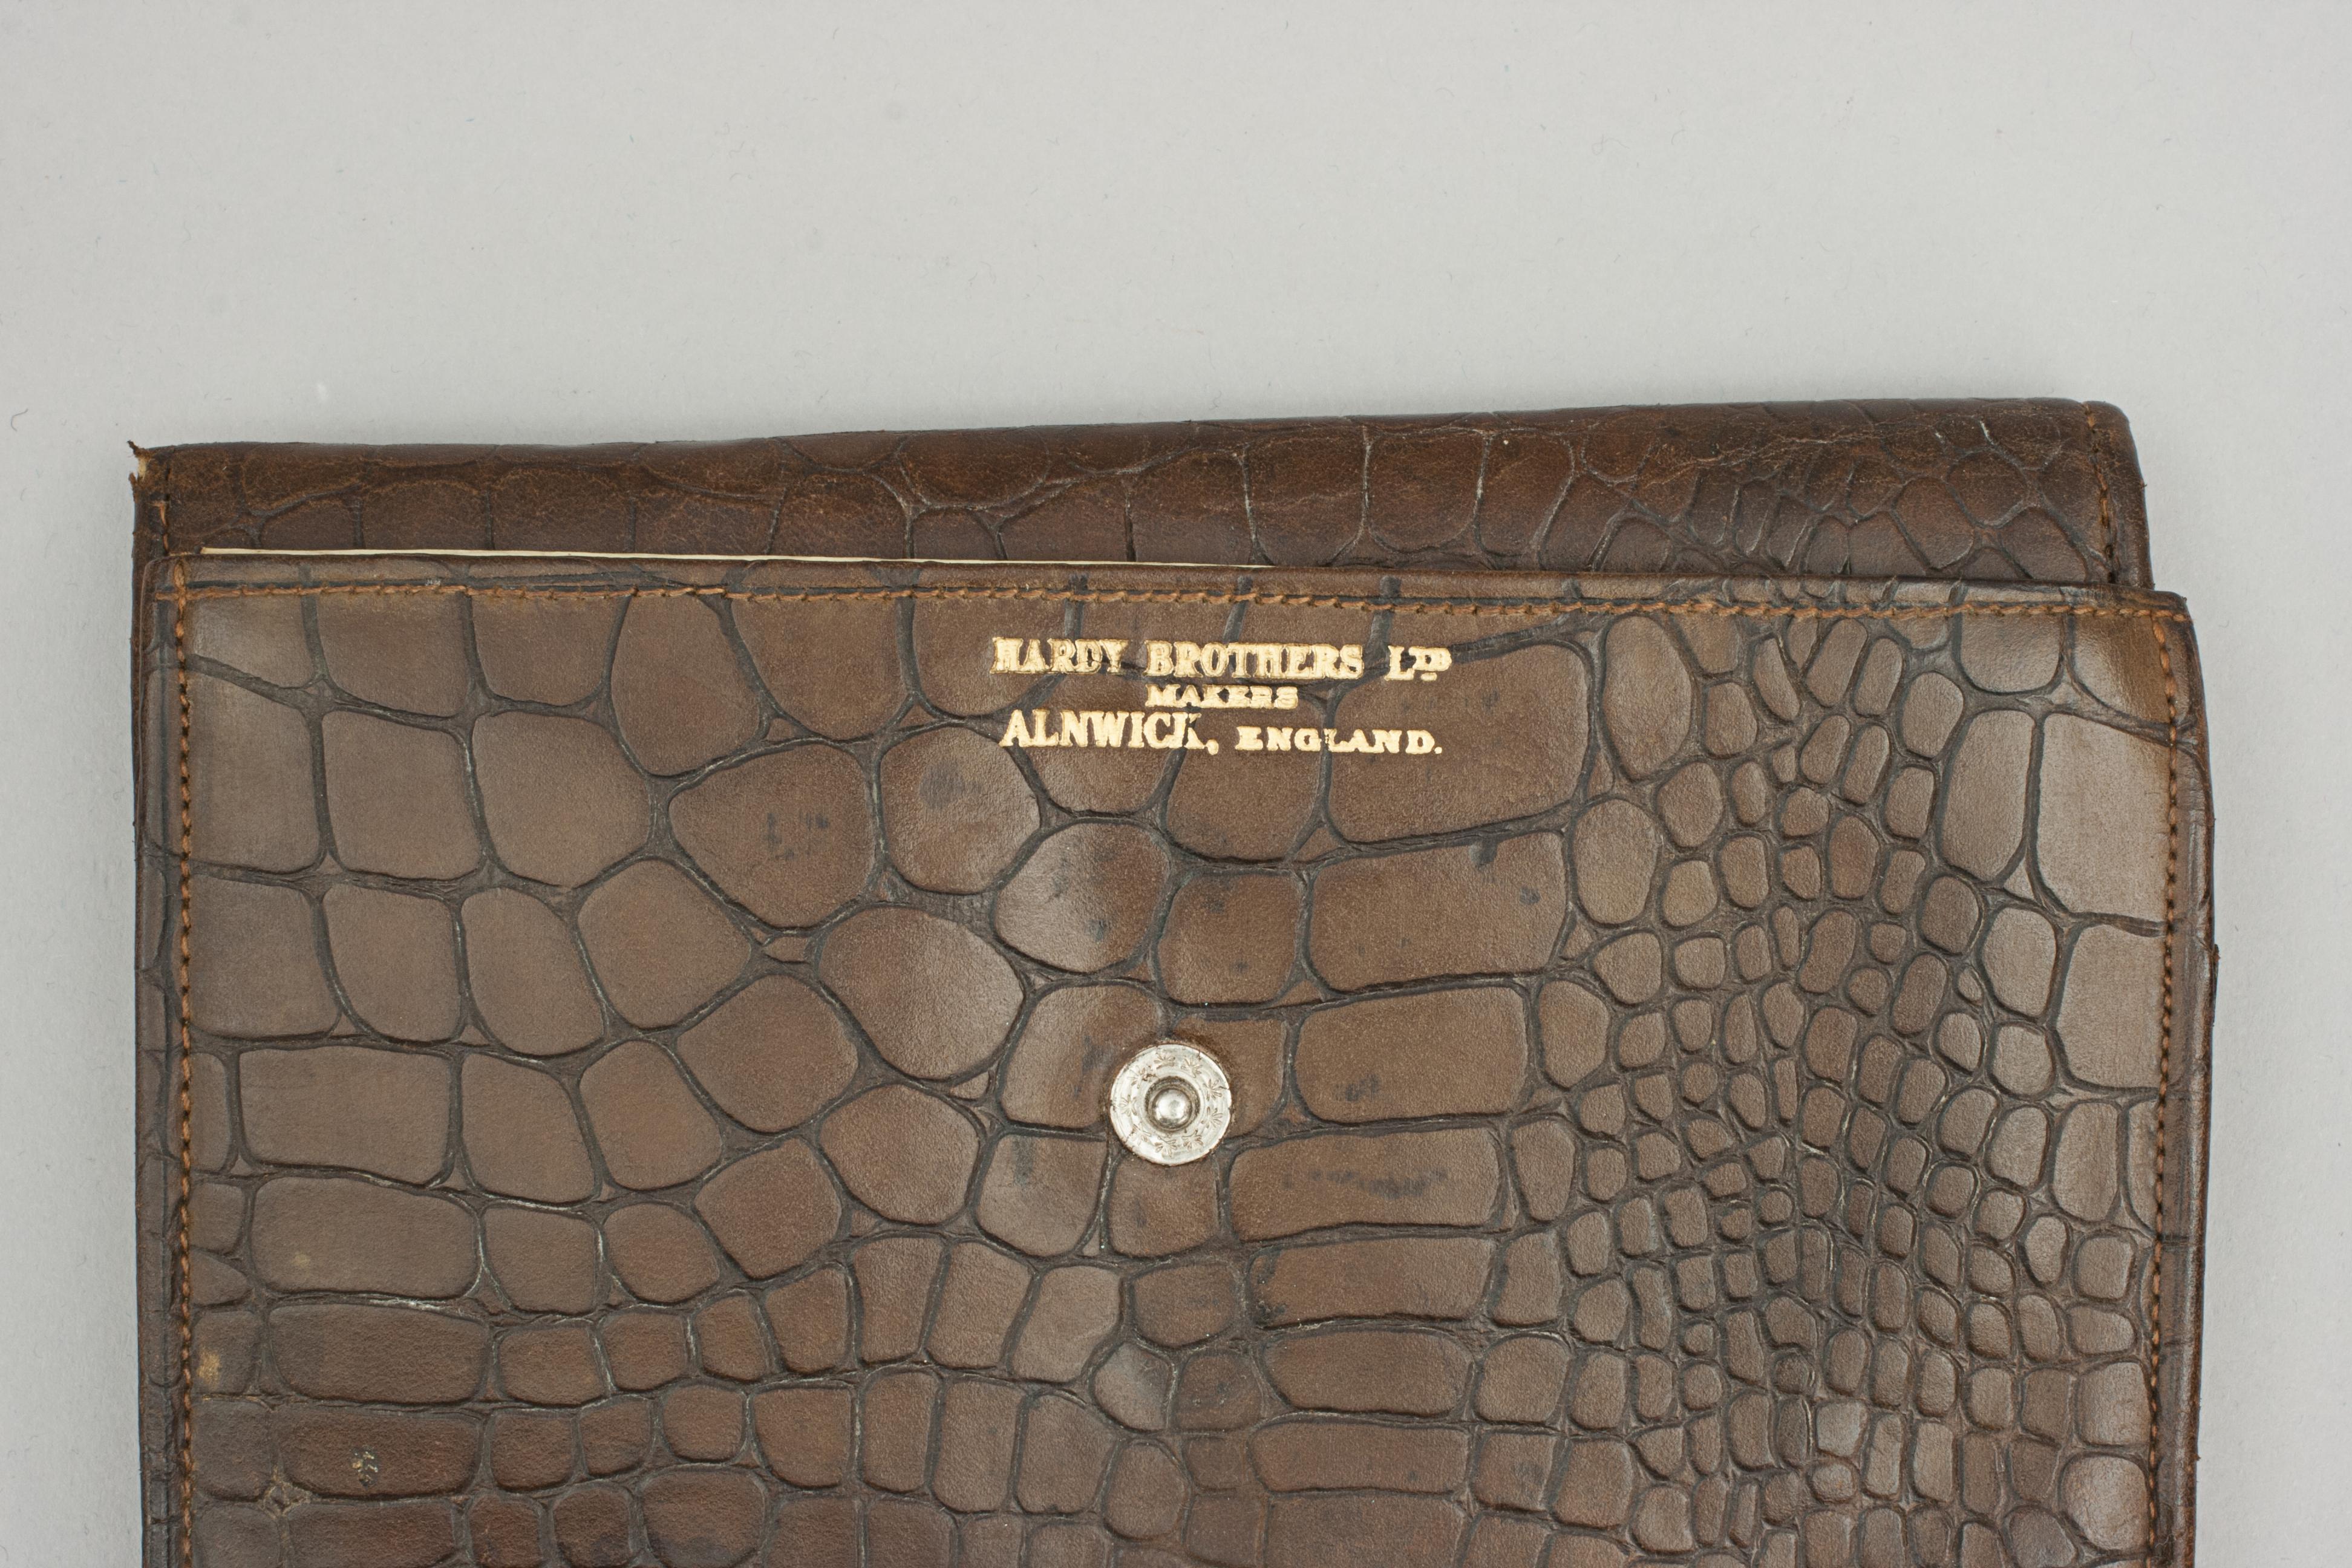 HARDY BROTHERS LTD
MAKERS
ALNWICK, ENGLAND.